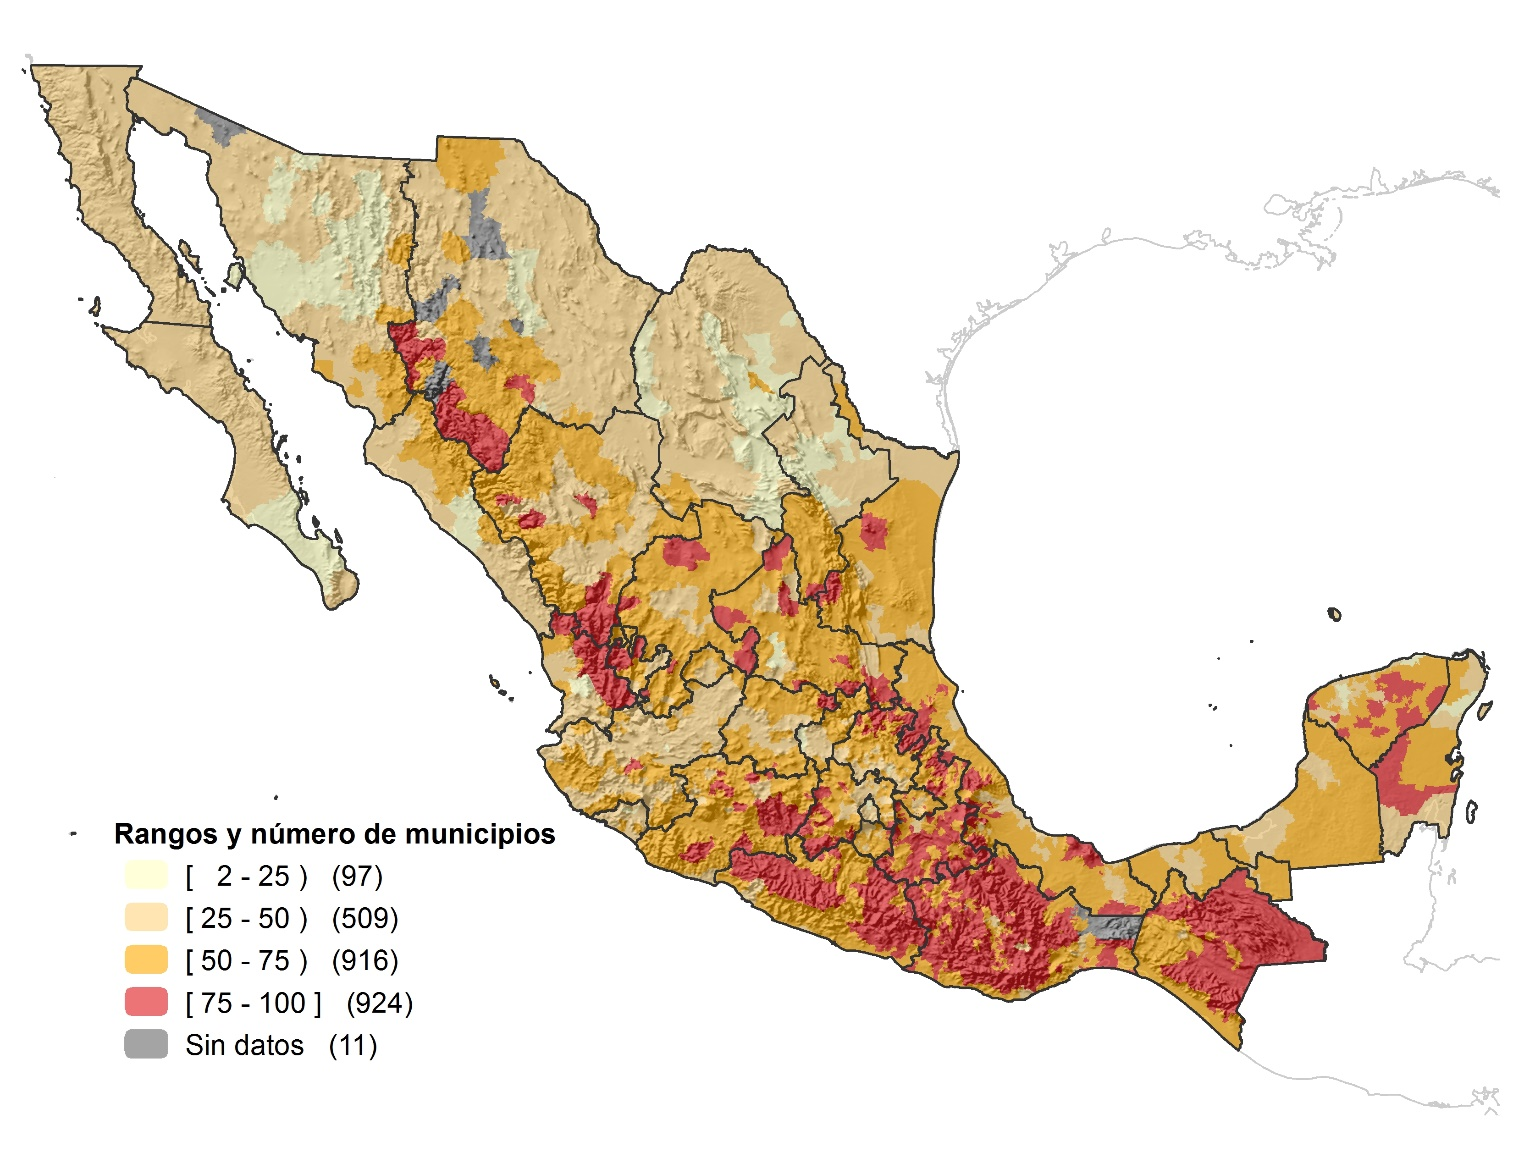 Rangos y número de municipios
[ 2 - 25 ) (97)
[ 25 - 50 ) (509)
[ 50 - 75 ) (916)
[ 75 - 100 ] (924)
Sin datos (11)